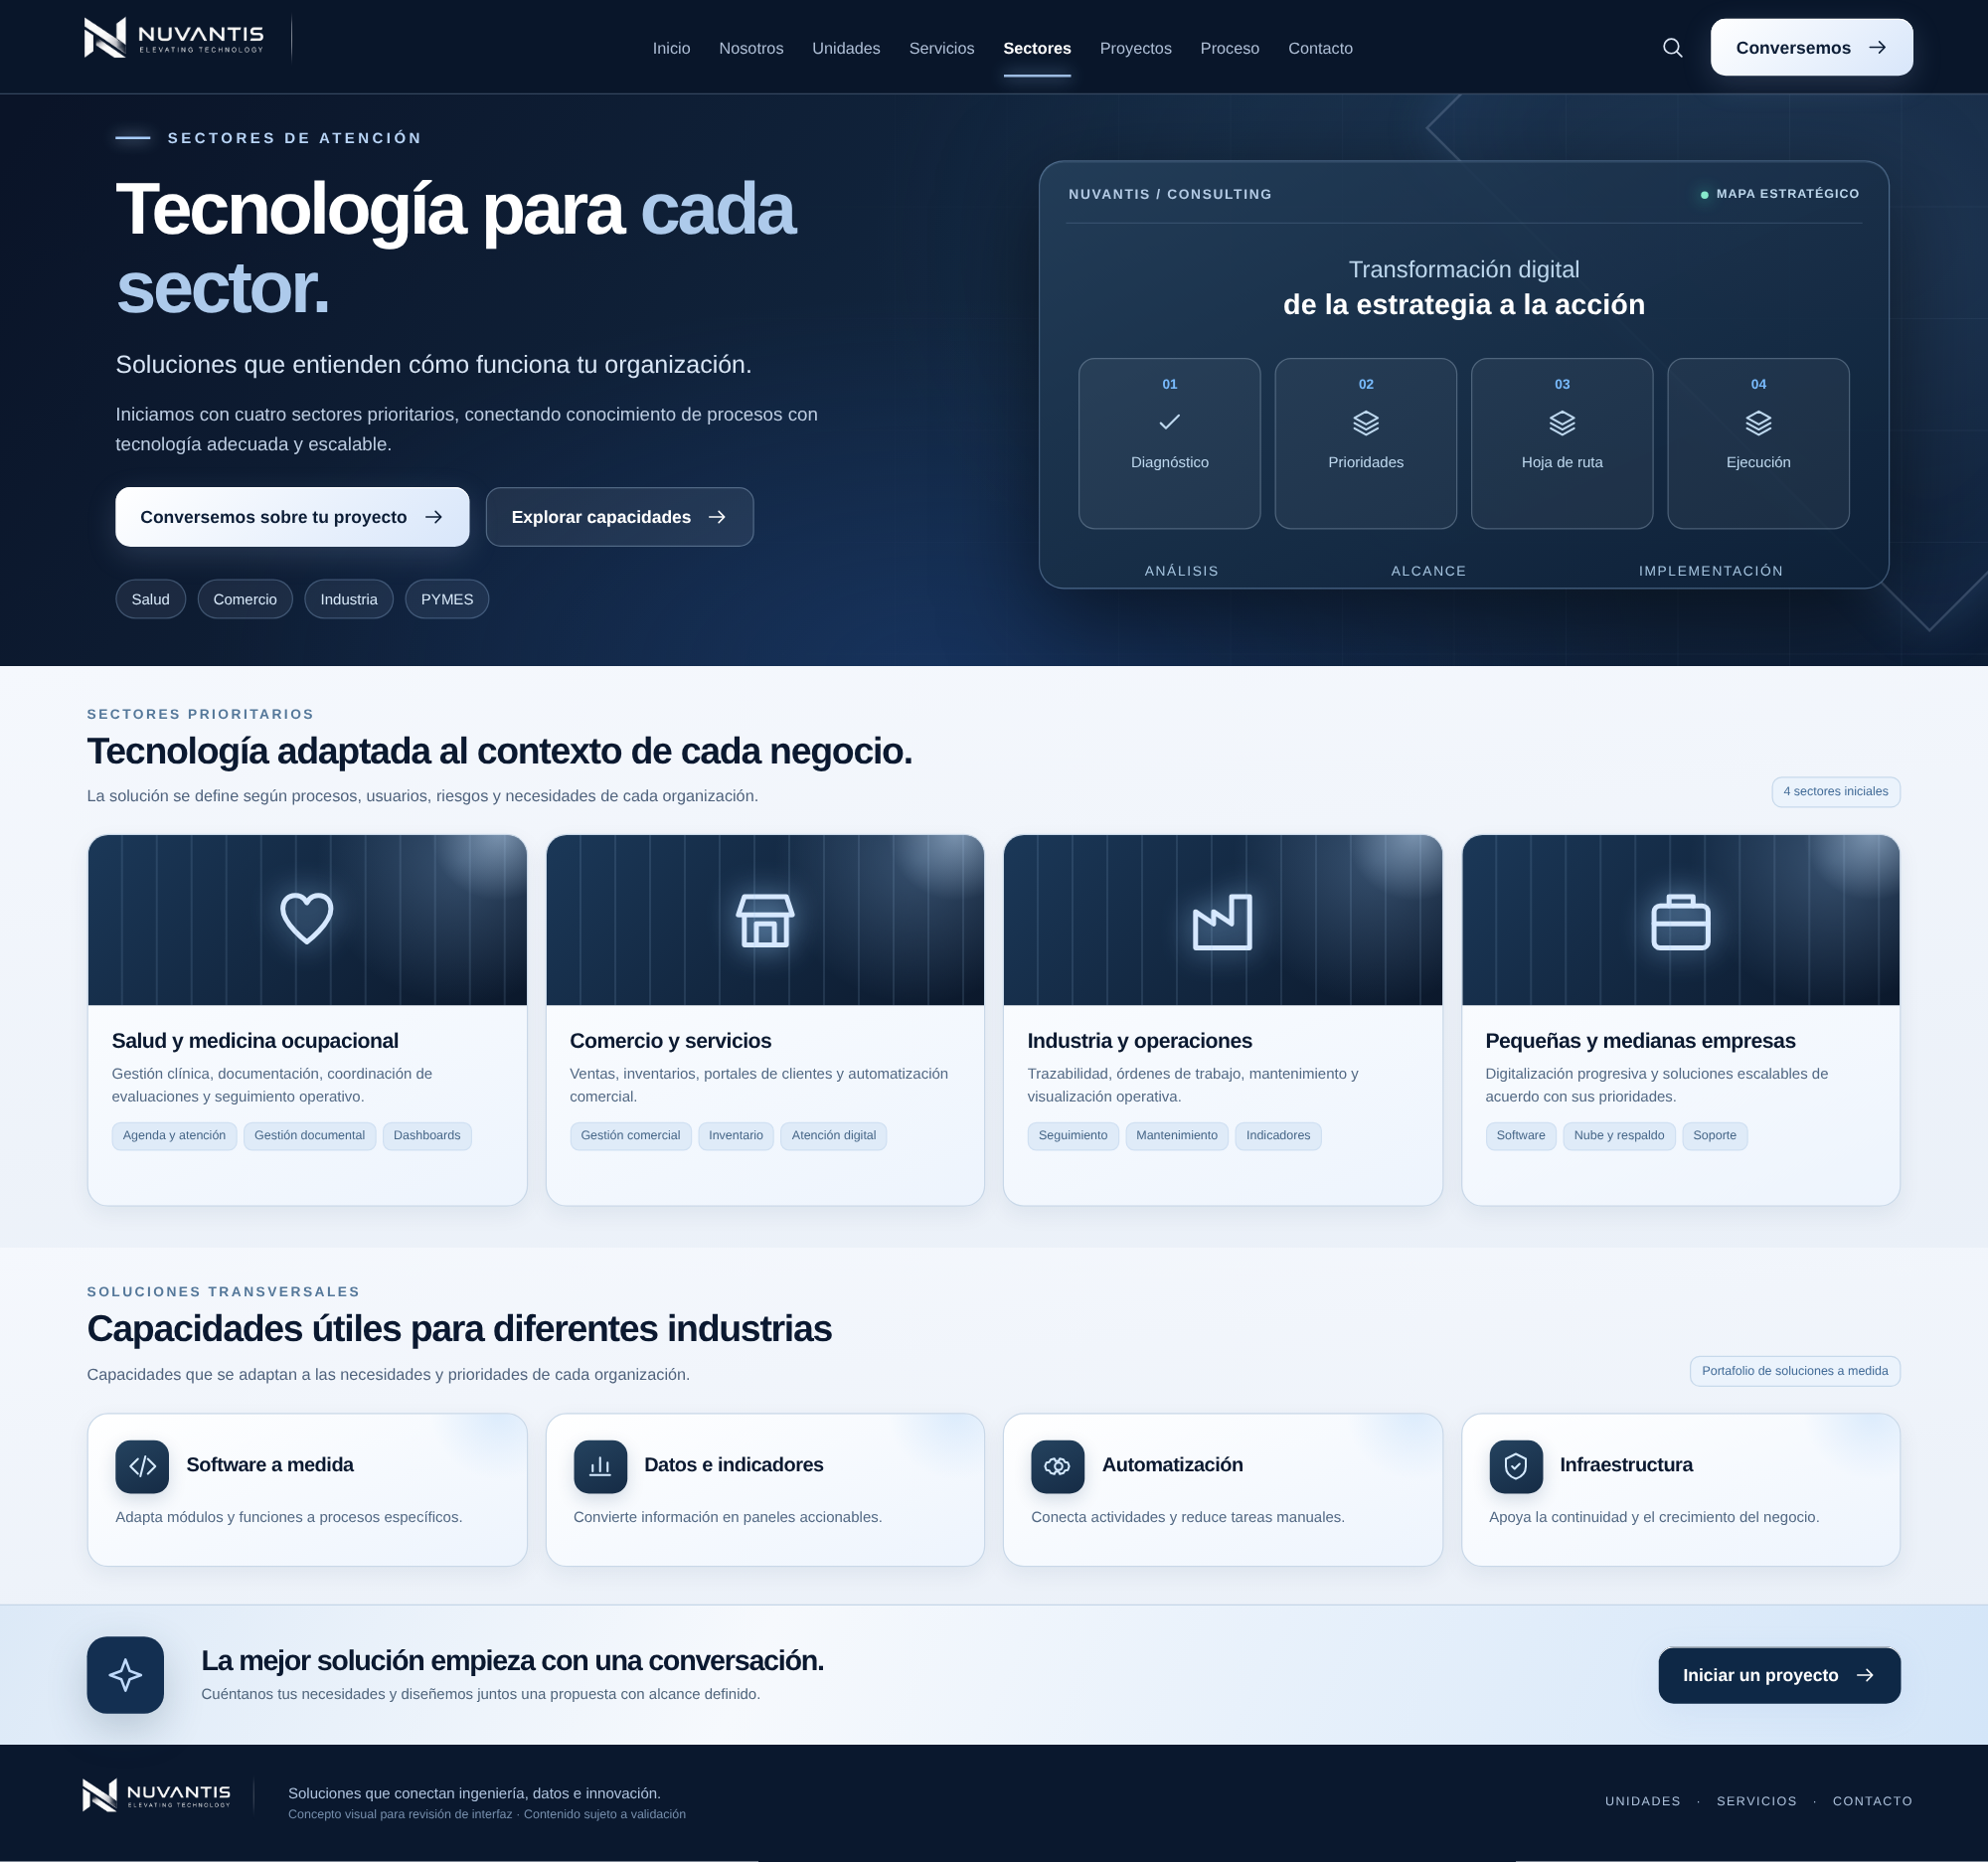 NUVANTIS
ELEVATING TECHNOLOGY
Inicio
Nosotros
Unidades
Servicios
Sectores
Proyectos
Proceso
Contacto
Conversemos
SECTORES DE ATENCIÓN
Tecnología para cada
sector.
Soluciones que entienden cómo funciona tu organización.
Iniciamos con cuatro sectores prioritarios, conectando conocimiento de procesos con
tecnología adecuada y escalable.
Conversemos sobre tu proyecto
Explorar capacidades
Salud
Comercio
Industria
PYMES
NUVANTIS / CONSULTING
MAPA ESTRATÉGICO
Transformación digital
de la estrategia a la acción
01
Diagnóstico
02
Prioridades
03
Hoja de ruta
04
Ejecución
ANÁLISIS
ALCANCE
IMPLEMENTACIÓN
SECTORES PRIORITARIOS
Tecnología adaptada al contexto de cada negocio.
La solución se define según procesos, usuarios, riesgos y necesidades de cada organización.
4 sectores iniciales
Salud y medicina ocupacional
Gestión clínica, documentación, coordinación de
evaluaciones y seguimiento operativo.
Agenda y atención
Gestión documental
Dashboards
Comercio y servicios
Ventas, inventarios, portales de clientes y automatización
comercial.
Gestión comercial
Inventario
Atención digital
Industria y operaciones
Trazabilidad, órdenes de trabajo, mantenimiento y
visualización operativa.
Seguimiento
Mantenimiento
Indicadores
Pequeñas y medianas empresas
Digitalización progresiva y soluciones escalables de
acuerdo con sus prioridades.
Software
Nube y respaldo
Soporte
SOLUCIONES TRANSVERSALES
Capacidades útiles para diferentes industrias
Capacidades que se adaptan a las necesidades y prioridades de cada organización.
Portafolio de soluciones a medida
Software a medida
Adapta módulos y funciones a procesos específicos.
Datos e indicadores
Convierte información en paneles accionables.
Automatización
Conecta actividades y reduce tareas manuales.
Infraestructura
Apoya la continuidad y el crecimiento del negocio.
La mejor solución empieza con una conversación.
Cuéntanos tus necesidades y diseñemos juntos una propuesta con alcance definido.
Iniciar un proyecto
NUVANTIS
ELEVATING TECHNOLOGY
Soluciones que conectan ingeniería, datos e innovación.
Concepto visual para revisión de interfaz · Contenido sujeto a validación
UNIDADES · SERVICIOS · CONTACTO